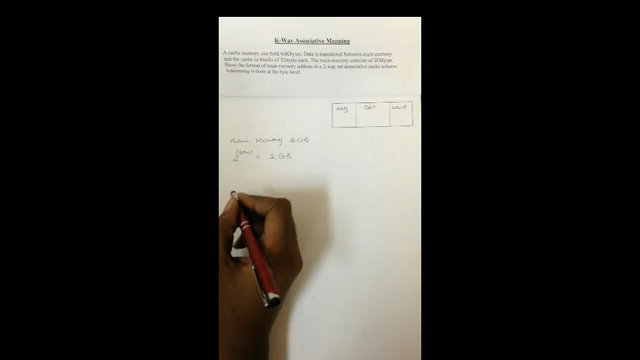 K-Way Associative Mapping
A cache memory can hold 64Kbytes. Data is transferred between main memory
and the cache in blocks of 32bytes each. The main memory consists of 2Gbytes.
Show the format of main memory address in a 2-way set associative cache scheme.
Addressing is done at the byte level.
Tag Set Word
Main Memory 2GB
2 = 2 GB